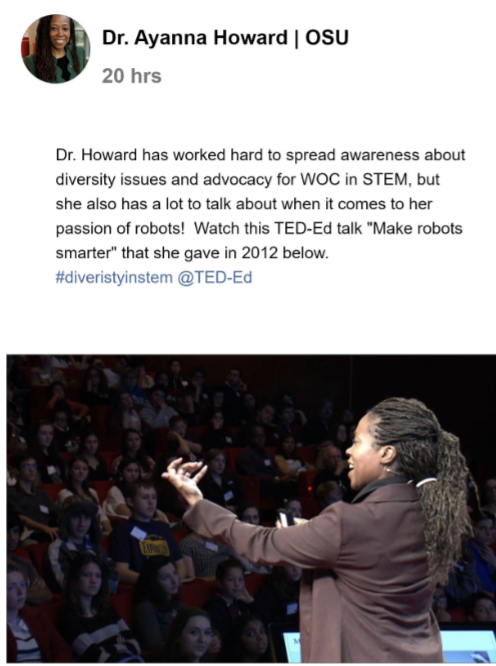 Dr. Ayanna Howard | OSU
20 hrs
Dr. Howard has worked hard to spread awareness about
diversity issues and advocacy for WOC in STEM, but
she also has a lot to talk about when it comes to her
passion of robots! Watch this TED-Ed talk "Make robots
smarter" that she gave in 2012 below.
#diveristyinstem @TED-Ed